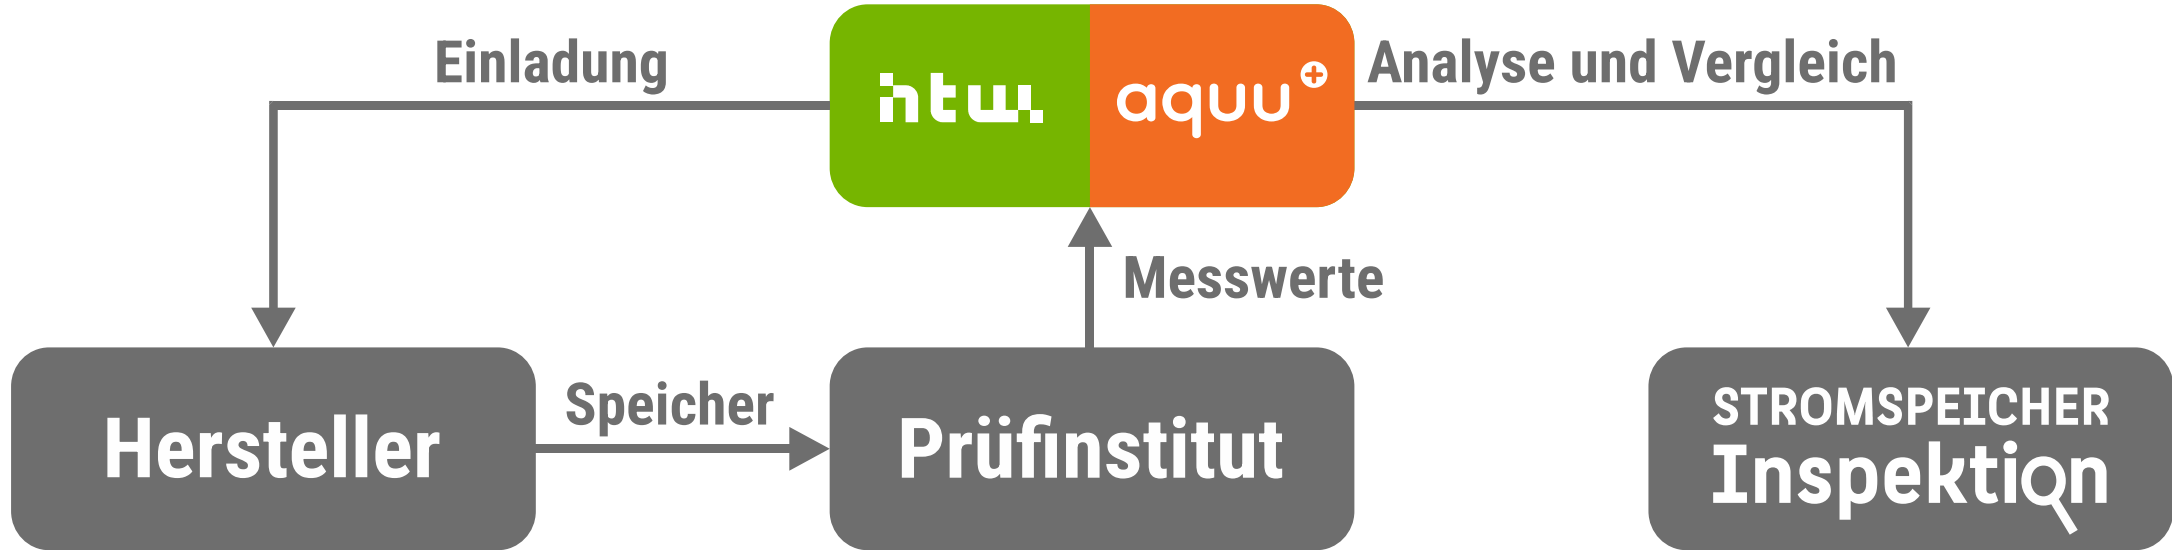 Einladung
htw.
aquu+
Analyse und Vergleich
Messwerte
Hersteller
Speicher
Prüfinstitut
STROMSPEICHER
Inspektion